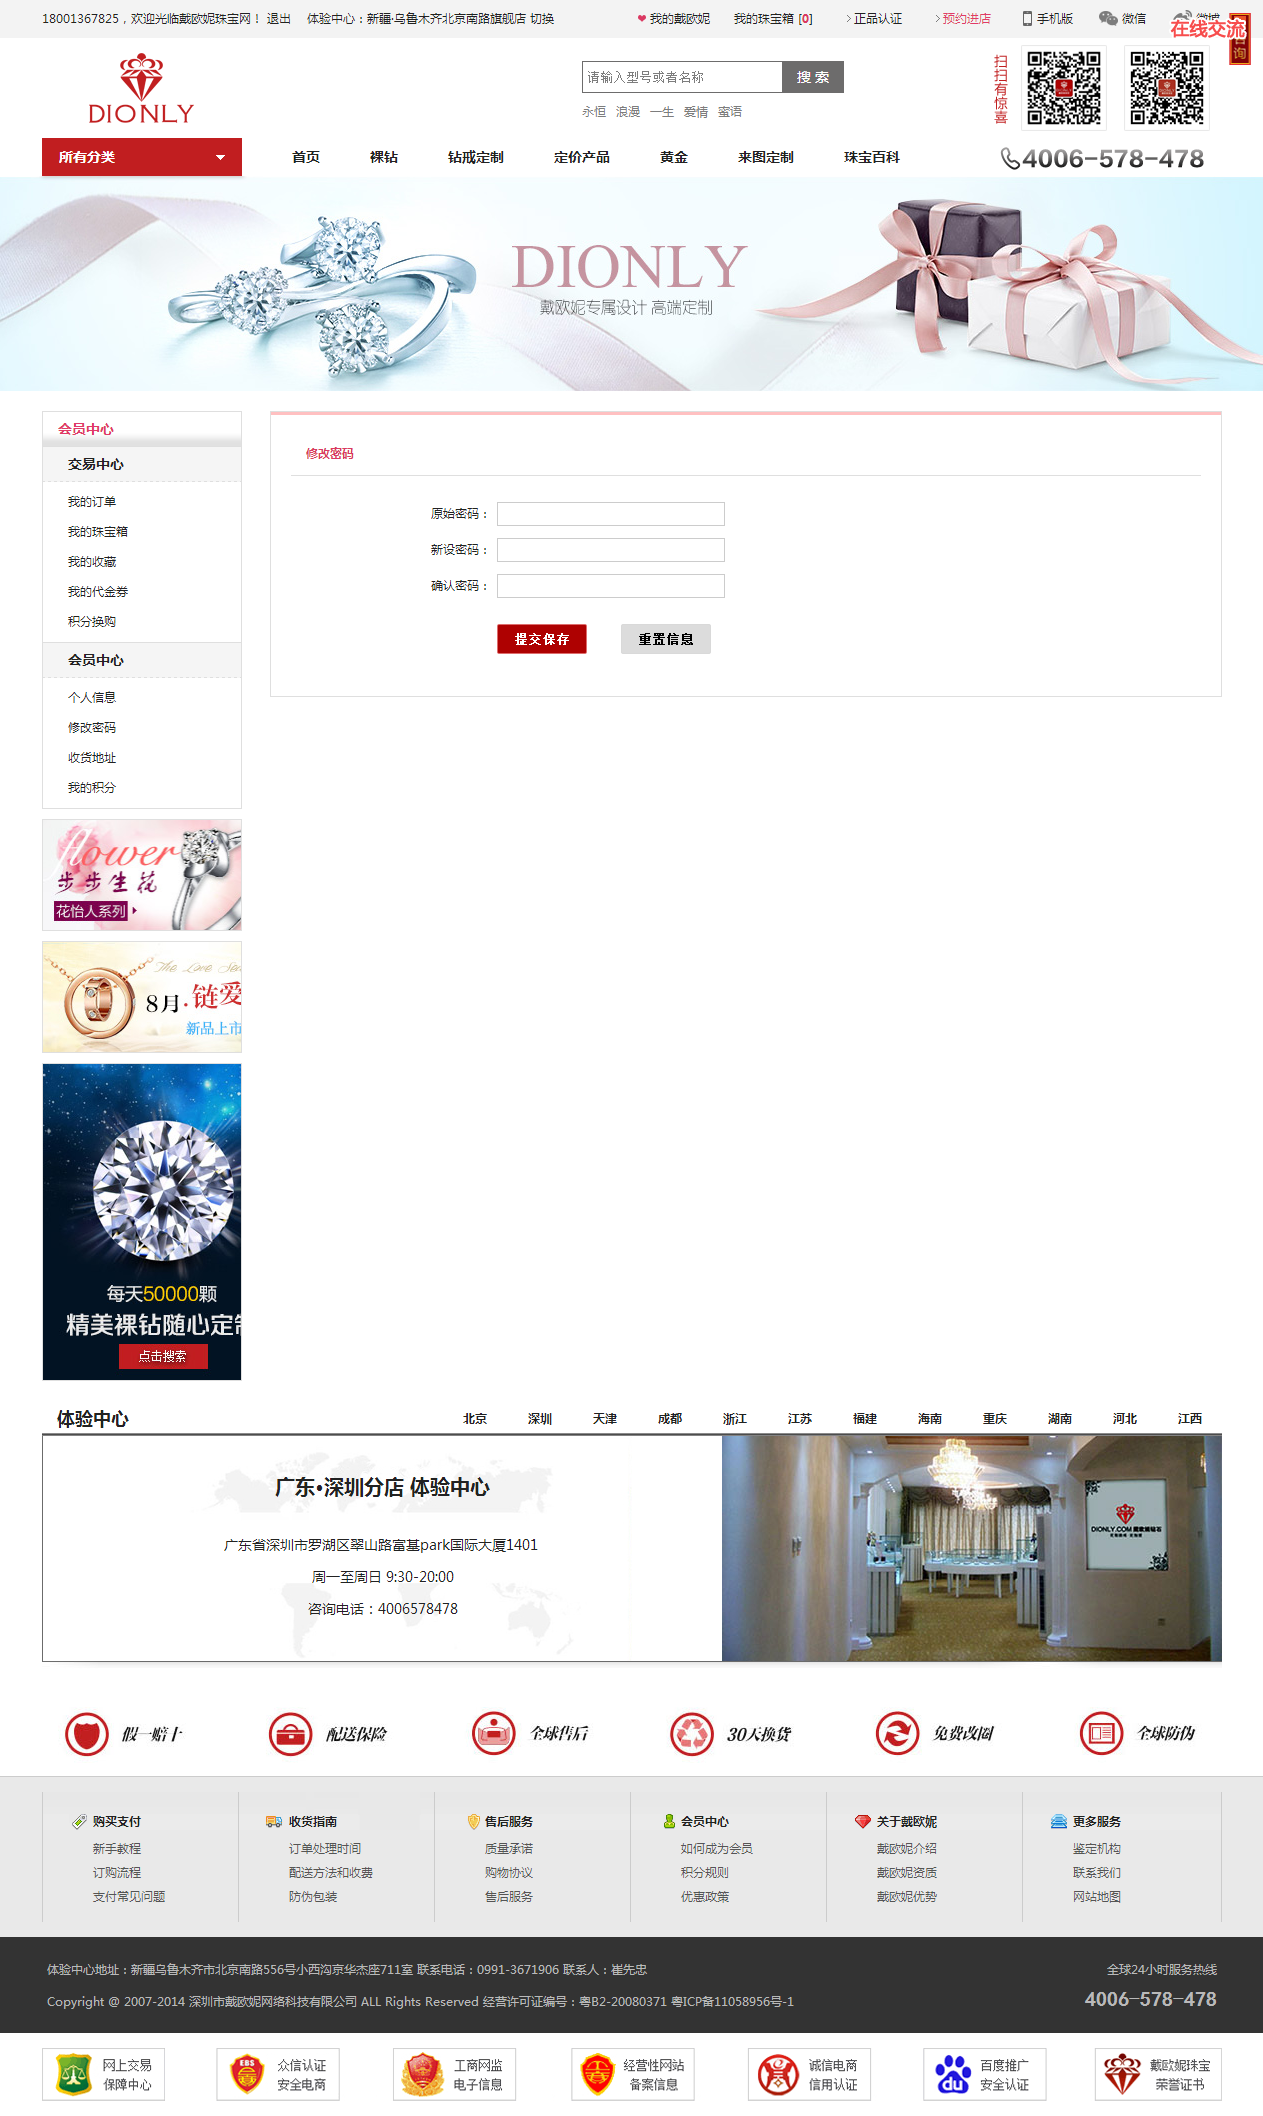 18001367825，欢迎光临戴欧妮珠宝网！ 退出 体验中心：新疆·乌鲁木齐北京南路旗舰店 切换
❤ 我的戴欧妮 我的珠宝箱 [0] 正品认证 预约进店 手机版 微信 微博
在线交流
询
DIONLY
请输入型号或者名称 搜 索
永恒 浪漫 一生 爱情 蜜语
扫扫有惊喜
所有分类
首页 裸钻 钻戒定制 定价产品 黄金 来图定制 珠宝百科
4006-578-478
DIONLY
戴欧妮专属设计 高端定制
会员中心
交易中心
我的订单
我的珠宝箱
我的收藏
我的代金券
积分换购
会员中心
个人信息
修改密码
收货地址
我的积分
修改密码
原始密码：
新设密码：
确认密码：
提交保存 重置信息
flower
步步生花
花怡人系列
The Love Sec
8月·链爱
新品上市
每天50000颗
精美裸钻随心定制
点击搜索
体验中心
北京 深圳 天津 成都 浙江 江苏 福建 海南 重庆 湖南 河北 江西
广东•深圳分店 体验中心
广东省深圳市罗湖区翠山路富基park国际大厦1401
周一至周日 9:30-20:00
咨询电话：4006578478
DIONLY.COM 戴欧妮钻石
假一赔十 配送保险 全球售后 30天换货 免费改圈 全球防伪
购买支付
新手教程
订购流程
支付常见问题
收货指南
订单处理时间
配送方法和收费
防伪包装
售后服务
质量承诺
购物协议
售后服务
会员中心
如何成为会员
积分规则
优惠政策
关于戴欧妮
戴欧妮介绍
戴欧妮资质
戴欧妮优势
更多服务
鉴定机构
联系我们
网站地图
体验中心地址：新疆乌鲁木齐市北京南路556号小西沟京华杰座711室 联系电话：0991-3671906 联系人：崔先忠
全球24小时服务热线
Copyright @ 2007-2014 深圳市戴欧妮网络科技有限公司 ALL Rights Reserved 经营许可证编号：粤B2-20080371 粤ICP备11058956号-1
4006-578-478
网上交易
保障中心
EBS
众信认证
安全电商
工商网监
电子信息
经营性网站
备案信息
诚信电商
信用认证
du
百度推广
安全认证
戴欧妮珠宝
荣誉证书